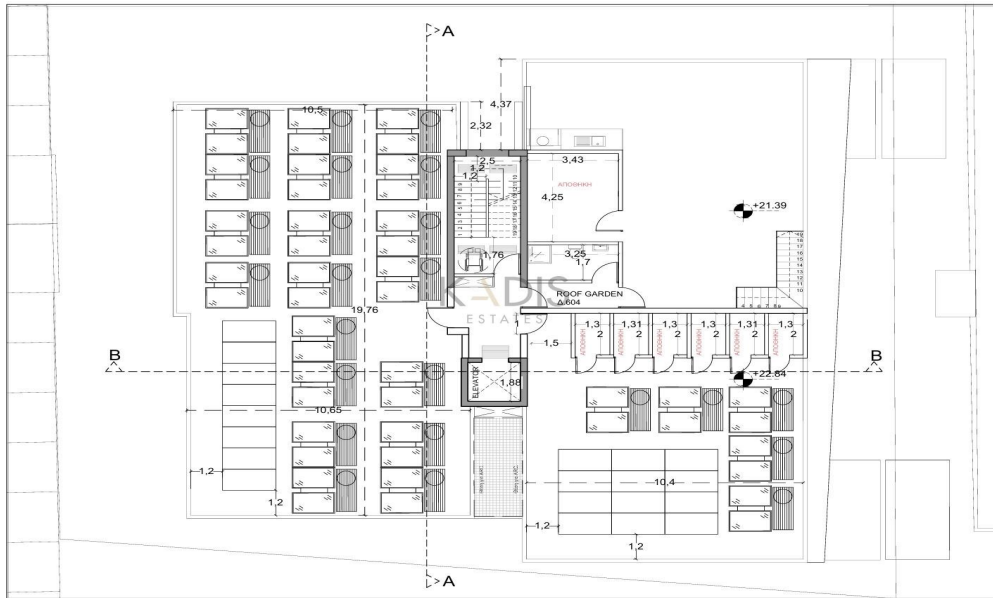 A
4,37
10,5
2,32
2,5
1,2
1,2
3,43
ΑΠΟΘΗΚΗ
4,25
+21.39
1,76
3,25
1,7
KADIS
ESTATES
ROOF GARDEN
Δ.604
19,76
1,3 1,31 1,3 1,3 1,31 1,3
2 2 2 2 2 2
ΑΠΟΘΗΚΗ ΑΠΟΘΗΚΗ ΑΠΟΘΗΚΗ ΑΠΟΘΗΚΗ ΑΠΟΘΗΚΗ ΑΠΟΘΗΚΗ
1,5
B
B
+22.84
ELEVATOR
1,88
10,65
1,2
1,2
10,4
1,2
1,2
A